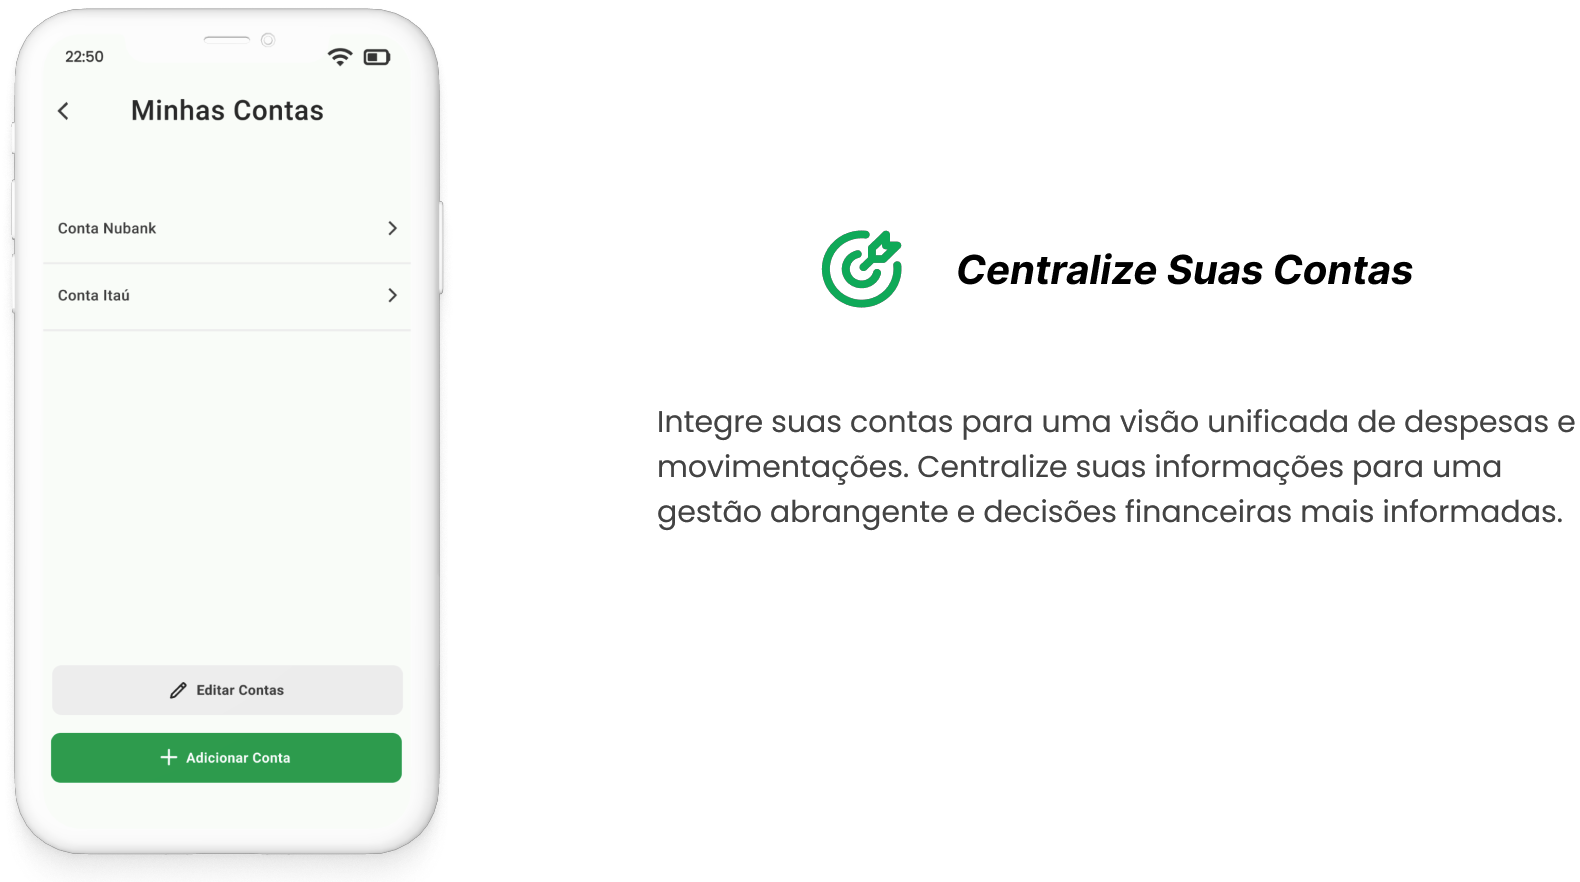 22:50
Minhas Contas
Conta Nubank
Conta Itaú
Editar Contas
Adicionar Conta
Centralize Suas Contas
Integre suas contas para uma visão unificada de despesas e
movimentações. Centralize suas informações para uma
gestão abrangente e decisões financeiras mais informadas.